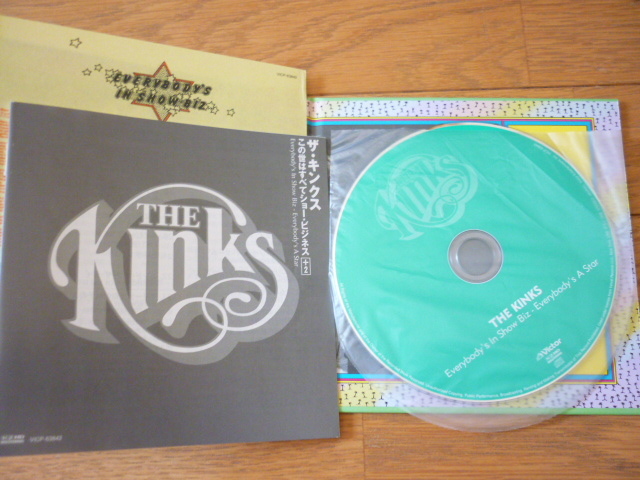 EVERYBODY'S
IN SHOW BIZ
THE
Kinks
ザ・キンクス
この世はすべてショー・ビジネス+2
Everybody's In Show Biz - Everybody's A Star
THE KINKS
Everybody's In Show Biz - Everybody's A Star
Victor